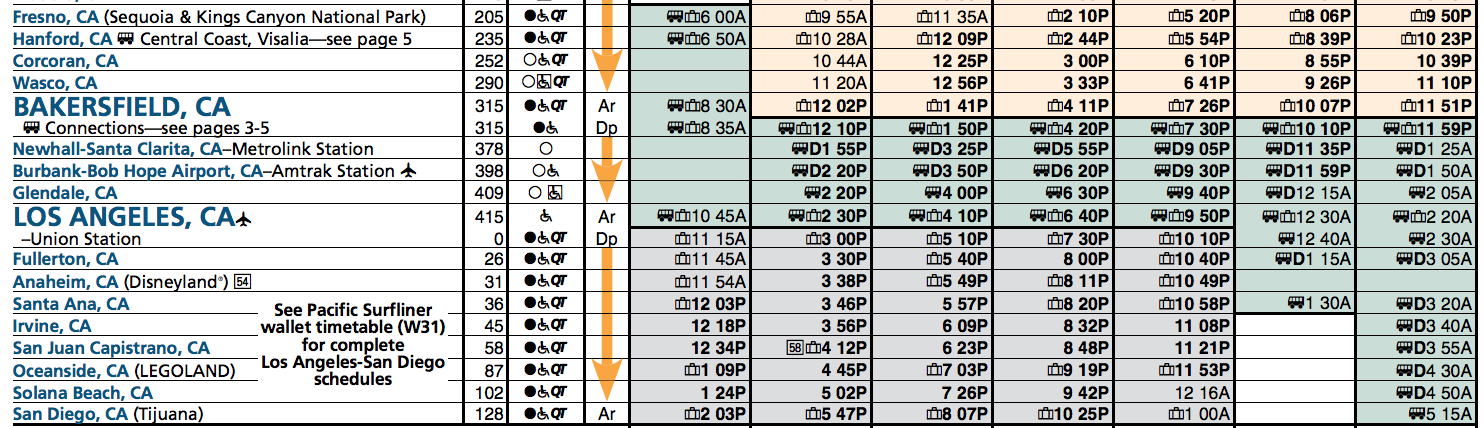 Fresno, CA (Sequoia & Kings Canyon National Park) 205 QT 6 00A 9 55A 11 35A 2 10P 5 20P 8 06P 9 50P
Hanford, CA Central Coast, Visalia—see page 5 235 QT 6 50A 10 28A 12 09P 2 44P 5 54P 8 39P 10 23P
Corcoran, CA 252 QT 10 44A 12 25P 3 00P 6 10P 8 55P 10 39P
Wasco, CA 290 QT 11 20A 12 56P 3 33P 6 41P 9 26P 11 10P
BAKERSFIELD, CA 315 QT Ar 8 30A 12 02P 1 41P 4 11P 7 26P 10 07P 11 51P
Connections—see pages 3-5 315 Dp 8 35A 12 10P 1 50P 4 20P 7 30P 10 10P 11 59P
Newhall-Santa Clarita, CA–Metrolink Station 378 D1 55P D3 25P D5 55P D9 05P D11 35P D1 25A
Burbank-Bob Hope Airport, CA–Amtrak Station 398 D2 20P D3 50P D6 20P D9 30P D11 59P D1 50A
Glendale, CA 409 2 20P 4 00P 6 30P 9 40P D12 15A 2 05A
LOS ANGELES, CA 415 Ar 10 45A 2 30P 4 10P 6 40P 9 50P 12 30A 2 20A
–Union Station 0 QT Dp 11 15A 3 00P 5 10P 7 30P 10 10P 12 40A 2 30A
Fullerton, CA 26 QT 11 45A 3 30P 5 40P 8 00P 10 40P D1 15A D3 05A
Anaheim, CA (Disneyland®) 54 31 QT 11 54A 3 38P 5 49P 8 11P 10 49P
Santa Ana, CA 36 QT 12 03P 3 46P 5 57P 8 20P 10 58P 1 30A D3 20A
See Pacific Surfliner
Irvine, CA 45 QT 12 18P 3 56P 6 09P 8 32P 11 08P D3 40A
wallet timetable (W31)
for complete
San Juan Capistrano, CA 58 QT 12 34P 58 4 12P 6 23P 8 48P 11 21P D3 55A
Los Angeles-San Diego
Oceanside, CA (LEGOLAND) 87 QT 1 09P 4 45P 7 03P 9 19P 11 53P D4 30A
schedules
Solana Beach, CA 102 QT 1 24P 5 02P 7 26P 9 42P 12 16A D4 50A
San Diego, CA (Tijuana) 128 QT Ar 2 03P 5 47P 8 07P 10 25P 1 00A 5 15A